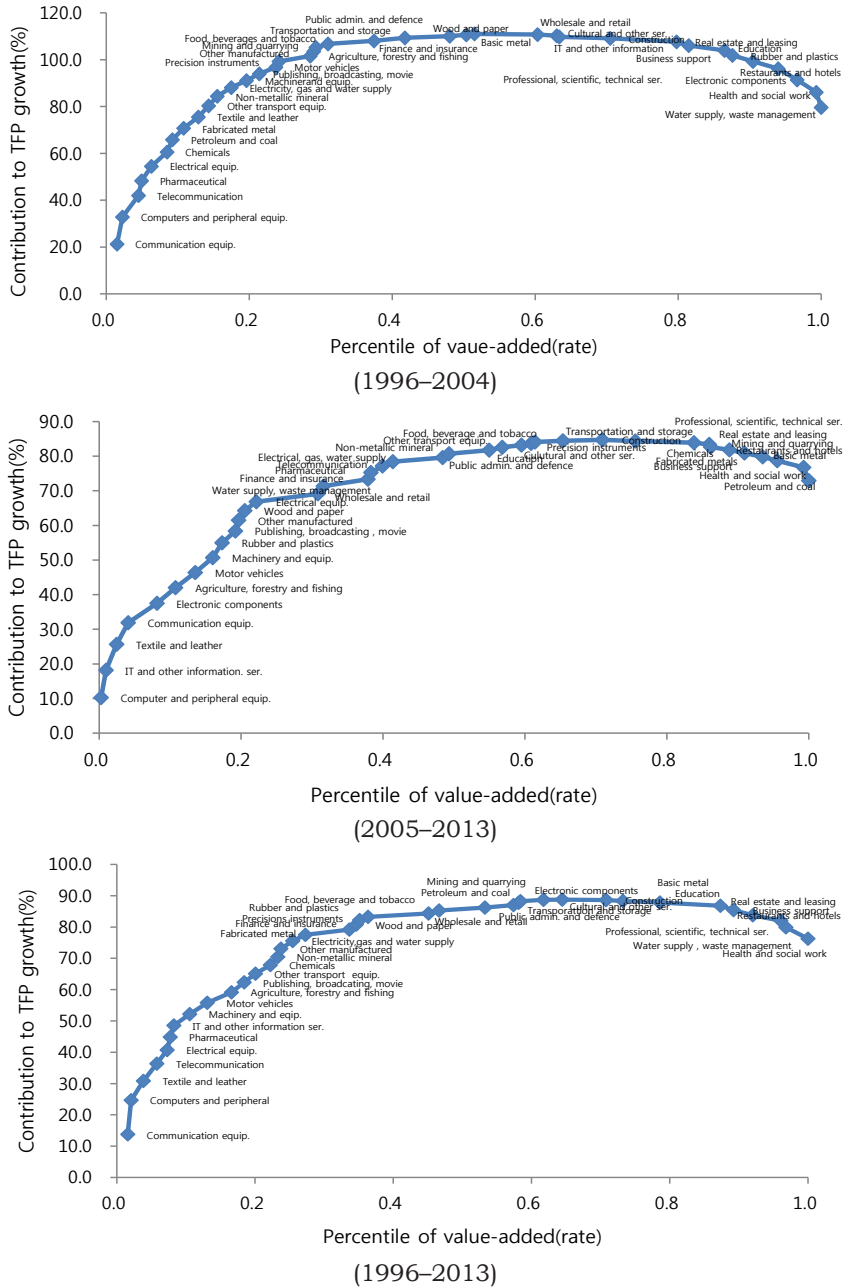 Contribution to TFP growth(%)
120.0
100.0
80.0
60.0
40.0
20.0
0.0
Public admin. and defence
Transportation and storage
Food, beverages and tobacco
Mining and quarrying
Other manufactured
Precision instruments
Wood and paper
Basic metal
Finance and insurance
Agriculture, forestry and fishing
Motor vehicles
Publishing, broadcasting, movie
Machinerand equip.
Electricity, gas and water supply
Non-metallic mineral
Other transport equip.
Textile and leather
Fabricated metal
Petroleum and coal
Chemicals
Electrical equip.
Pharmaceutical
Telecommunication
Computers and peripheral equip.
Communication equip.
Wholesale and retail
Cultural and other ser.
Construction
IT and other information
Real estate and leasing
Education
Business support
Rubber and plastics
Restaurants and hotels
Professional, scientific, technical ser.
Electronic components
Health and social work
Water supply, waste management
0.0 0.2 0.4 0.6 0.8 1.0
Percentile of vaue-added(rate)
(1996–2004)
Contribution to TFP growth(%)
90.0
80.0
70.0
60.0
50.0
40.0
30.0
20.0
10.0
0.0
Food, beverage and tobacco
Other transport equip.
Non-metallic mineral
Electrical, gas, water supply
Telecommunication
Pharmaceutical
Finance and insurance
Water supply, waste management
Wholesale and retail
Electrical equip.
Wood and paper
Other manufactured
Publishing, broadcasting , movie
Rubber and plastics
Machinery and equip.
Motor vehicles
Agriculture, forestry and fishing
Electronic components
Communication equip.
Textile and leather
IT and other information. ser.
Computer and peripheral equip.
Professional, scientific, technical ser.
Transportation and storage
Real estate and leasing
Construction
Mining and quarrying
Precision instruments
Restaurants and hotels
Chemicals
Culutural and other ser.
Education
Basic metal
Public admin. and defence
Fabricated metals
Business support
Health and social work
Petroleum and coal
0.0 0.2 0.4 0.6 0.8 1.0
Percentile of value-added(rate)
(2005–2013)
Contribution to TFP growth(%)
100.0
90.0
80.0
70.0
60.0
50.0
40.0
30.0
20.0
10.0
0.0
Mining and quarrying
Petroleum and coal
Food, beverage and tobacco
Rubber and plastics
Precisions instruments
Finance and insurance
Fabricated metal
Wood and paper
Wholesale and retail
Electricity,gas and water supply
Other manufactured
Non-metallic mineral
Chemicals
Other transport equip.
Publishing, broadcasting, movie
Agriculture, forestry and fishing
Motor vehicles
Machinery and eqip.
IT and other information ser.
Pharmaceutical
Electrical equip.
Telecommunication
Textile and leather
Computers and peripheral
Communication equip.
Basic metal
Electronic components
Education
Construction
Real estate and leasing
Cultural and other ser.
Transporation and storage
Business support
Public admin. and defence
Restaurants and hotels
Professional, scientific, technical ser.
Water supply , waste management
Health and social work
0.0 0.2 0.4 0.6 0.8 1.0
Percentile of value-added(rate)
(1996–2013)